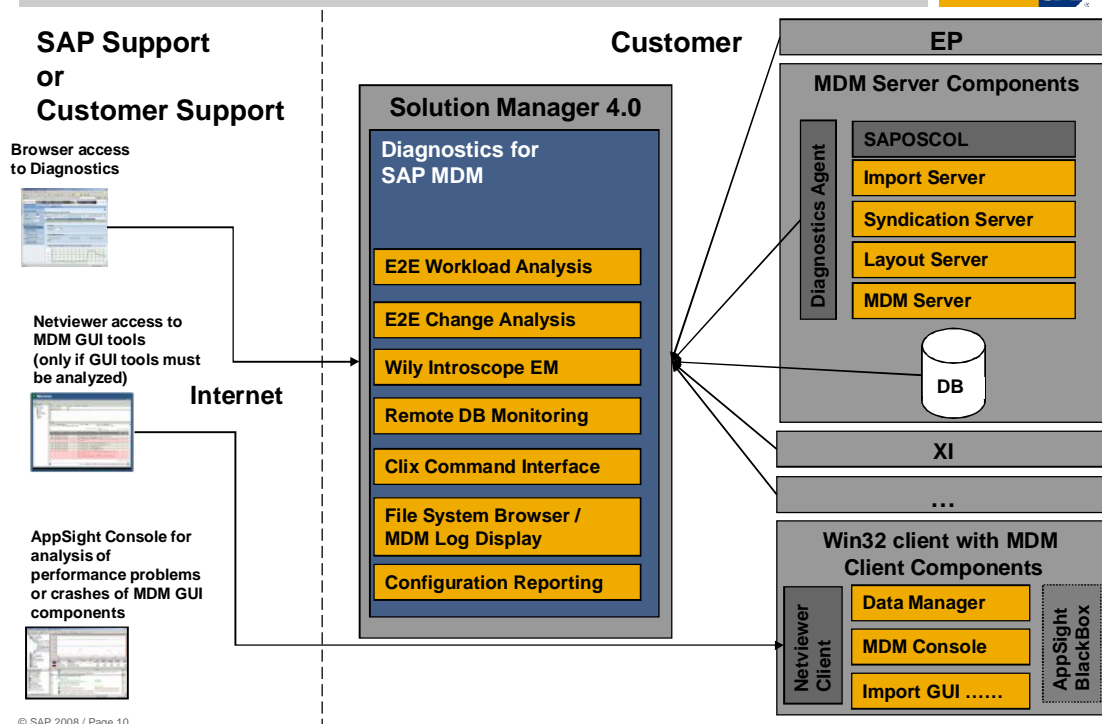 SAP Support
or
Customer Support
Browser access
to Diagnostics
Netviewer access to
MDM GUI tools
(only if GUI tools must
be analyzed)
Internet
AppSight Console for
analysis of
performance problems
or crashes of MDM GUI
components
© SAP 2008 / Page 10
Customer
Solution Manager 4.0
Diagnostics for
SAP MDM
E2E Workload Analysis
E2E Change Analysis
Wily Introscope EM
Remote DB Monitoring
Clix Command Interface
File System Browser /
MDM Log Display
Configuration Reporting
EP
MDM Server Components
Diagnostics Agent
SAPOSCOL
Import Server
Syndication Server
Layout Server
MDM Server
DB
XI
...
Win32 client with MDM
Client Components
Netviewer
Client
Data Manager
MDM Console
Import GUI ......
AppSight
BlackBox